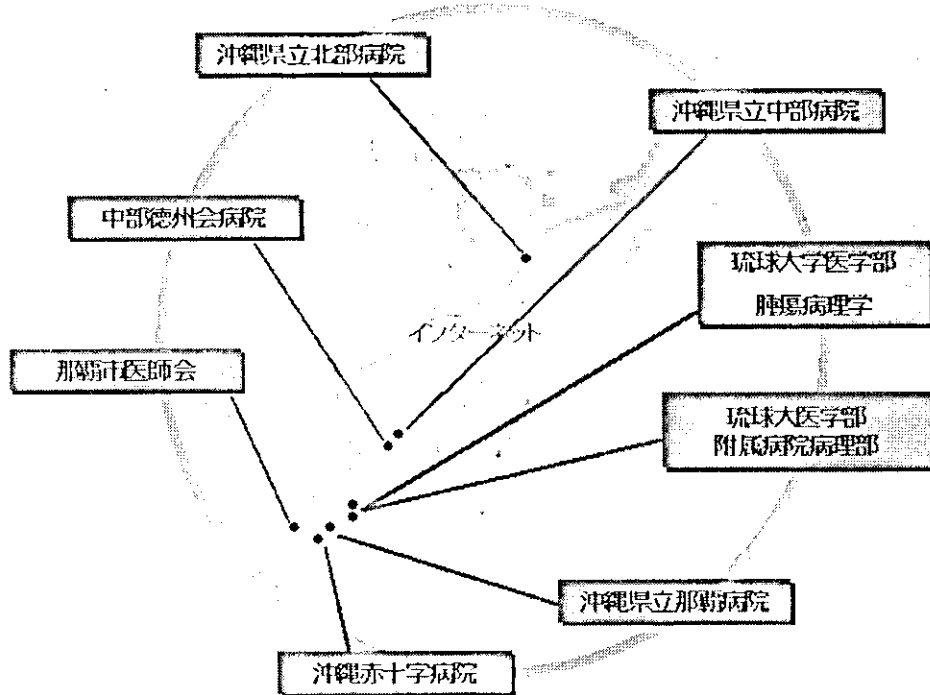 沖縄県立北部病院
沖縄県立中部病院
中部徳州会病院
琉球大学医学部
腫瘍病理学
インターネット
那覇市医師会
琉球大医学部
附属病院病理部
沖縄県立那覇病院
沖縄赤十字病院